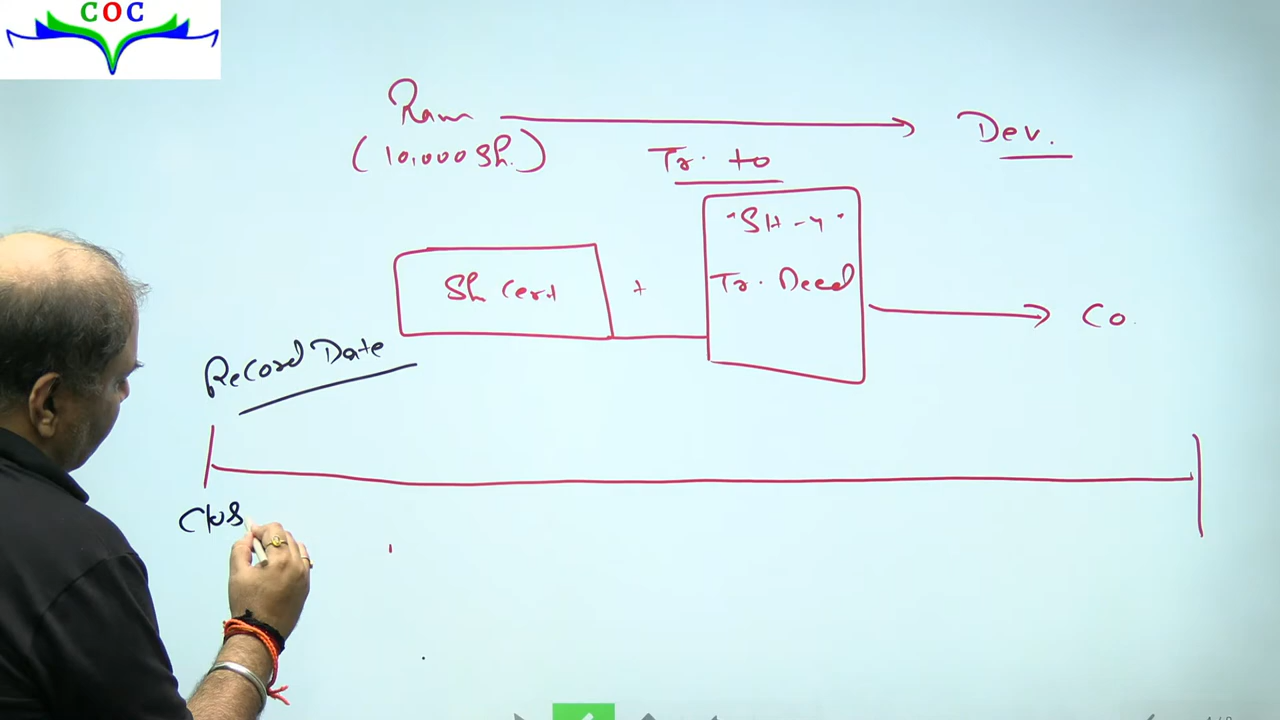 COC
Ram
Dev.
(10,000 Sh.)
Tr. to
"SH-4"
Sh Cert
+
Tr. Deed
Co.
Record Date
Clos